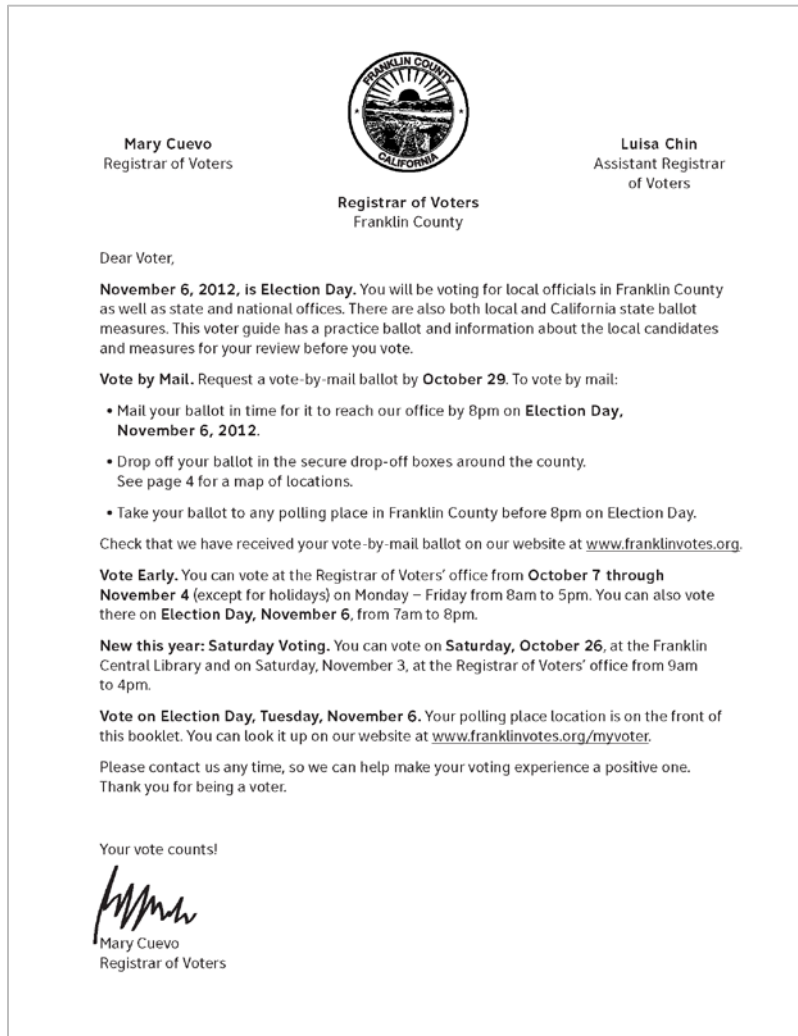 FRANKLIN COUNTY
CALIFORNIA
Mary Cuevo
Registrar of Voters
Luisa Chin
Assistant Registrar
of Voters
Registrar of Voters
Franklin County
Dear Voter,
November 6, 2012, is Election Day. You will be voting for local officials in Franklin County
as well as state and national offices. There are also both local and California state ballot
measures. This voter guide has a practice ballot and information about the local candidates
and measures for your review before you vote.
Vote by Mail. Request a vote-by-mail ballot by October 29. To vote by mail:
• Mail your ballot in time for it to reach our office by 8pm on Election Day,
November 6, 2012.
• Drop off your ballot in the secure drop-off boxes around the county.
See page 4 for a map of locations.
• Take your ballot to any polling place in Franklin County before 8pm on Election Day.
Check that we have received your vote-by-mail ballot on our website at www.franklinvotes.org.
Vote Early. You can vote at the Registrar of Voters' office from October 7 through
November 4 (except for holidays) on Monday – Friday from 8am to 5pm. You can also vote
there on Election Day, November 6, from 7am to 8pm.
New this year: Saturday Voting. You can vote on Saturday, October 26, at the Franklin
Central Library and on Saturday, November 3, at the Registrar of Voters' office from 9am
to 4pm.
Vote on Election Day, Tuesday, November 6. Your polling place location is on the front of
this booklet. You can look it up on our website at www.franklinvotes.org/myvoter.
Please contact us any time, so we can help make your voting experience a positive one.
Thank you for being a voter.
Your vote counts!
Mary Cuevo
Registrar of Voters